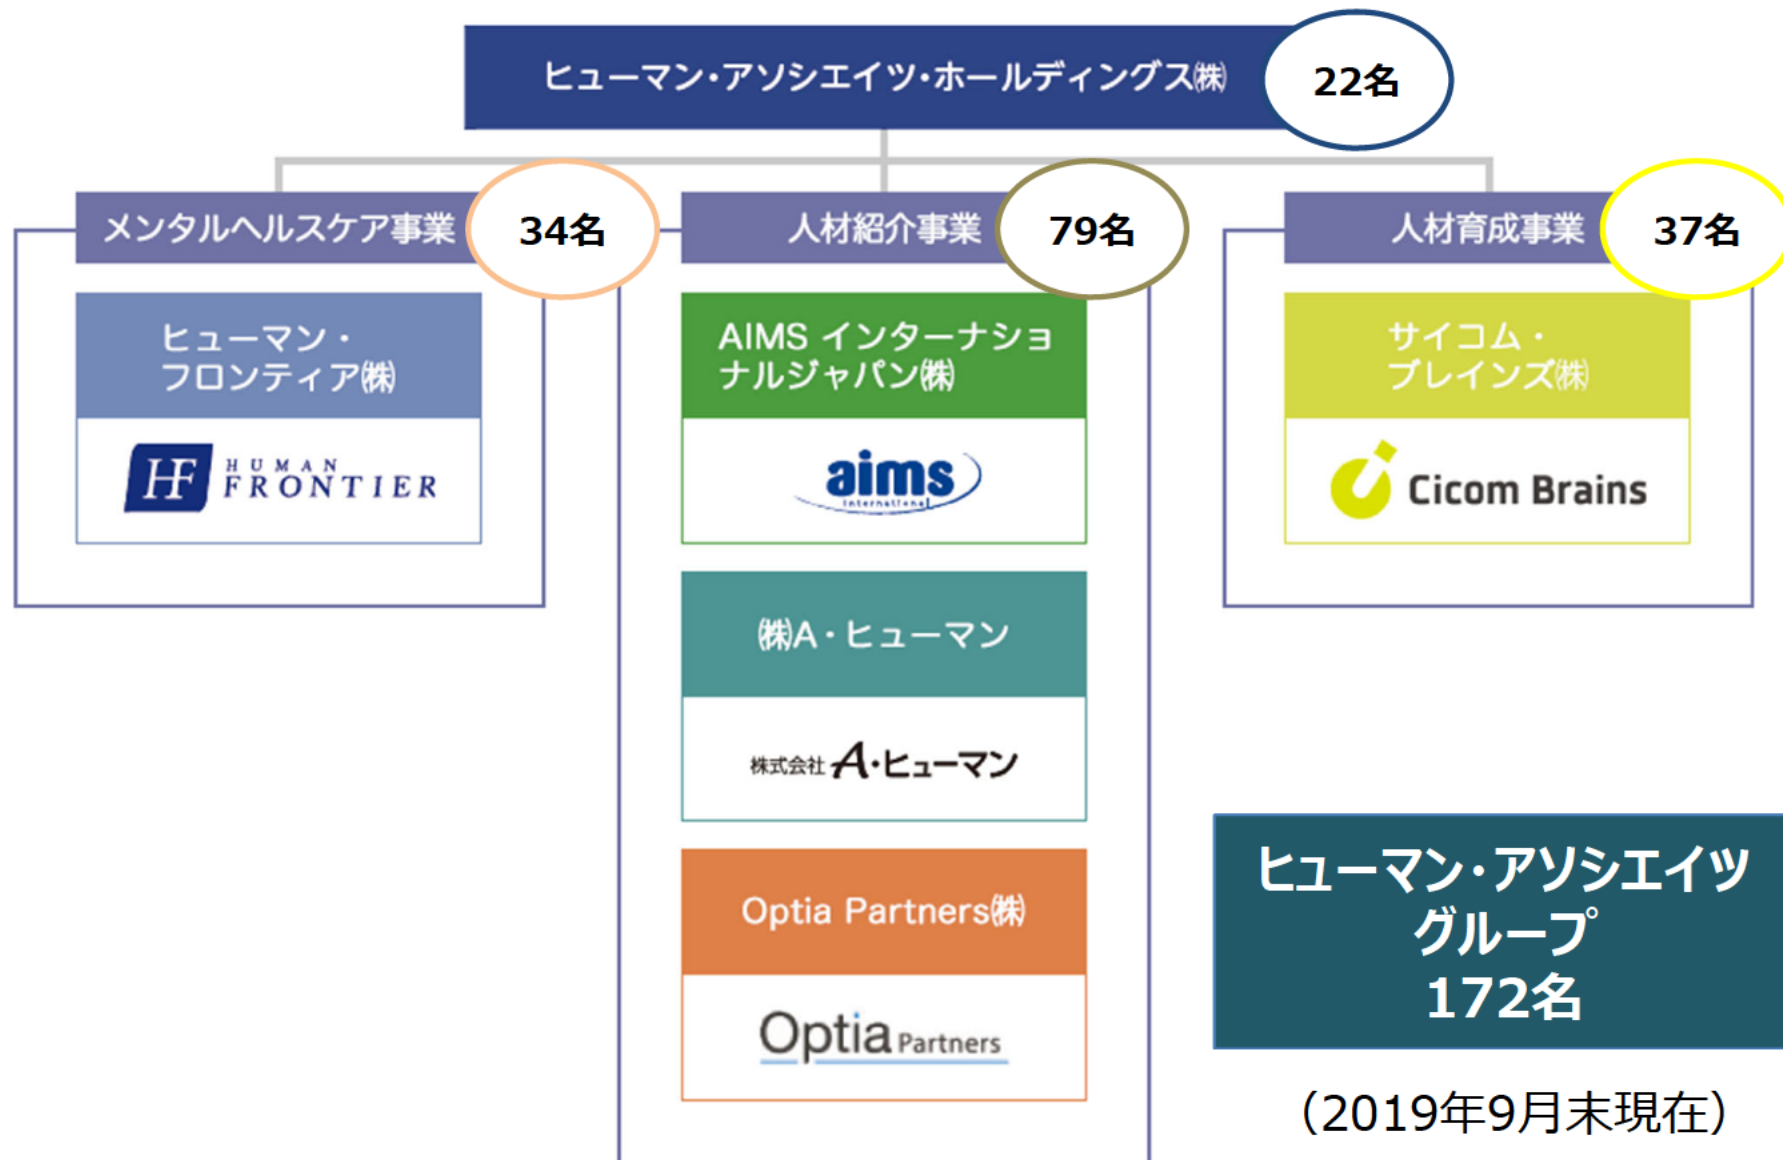 ヒューマン・アソシエイツ・ホールディングス㈱
22名
メンタルヘルスケア事業
34名
人材紹介事業
79名
人材育成事業
37名
ヒューマン・
フロンティア㈱
HF HUMAN
FRONTIER
AIMS インターナショ
ナルジャパン㈱
aims
international
サイコム・
ブレインズ㈱
Cicom Brains
㈱A・ヒューマン
株式会社 A・ヒューマン
Optia Partners㈱
Optia Partners
ヒューマン・アソシエイツ
グループ
172名
（2019年9月末現在）